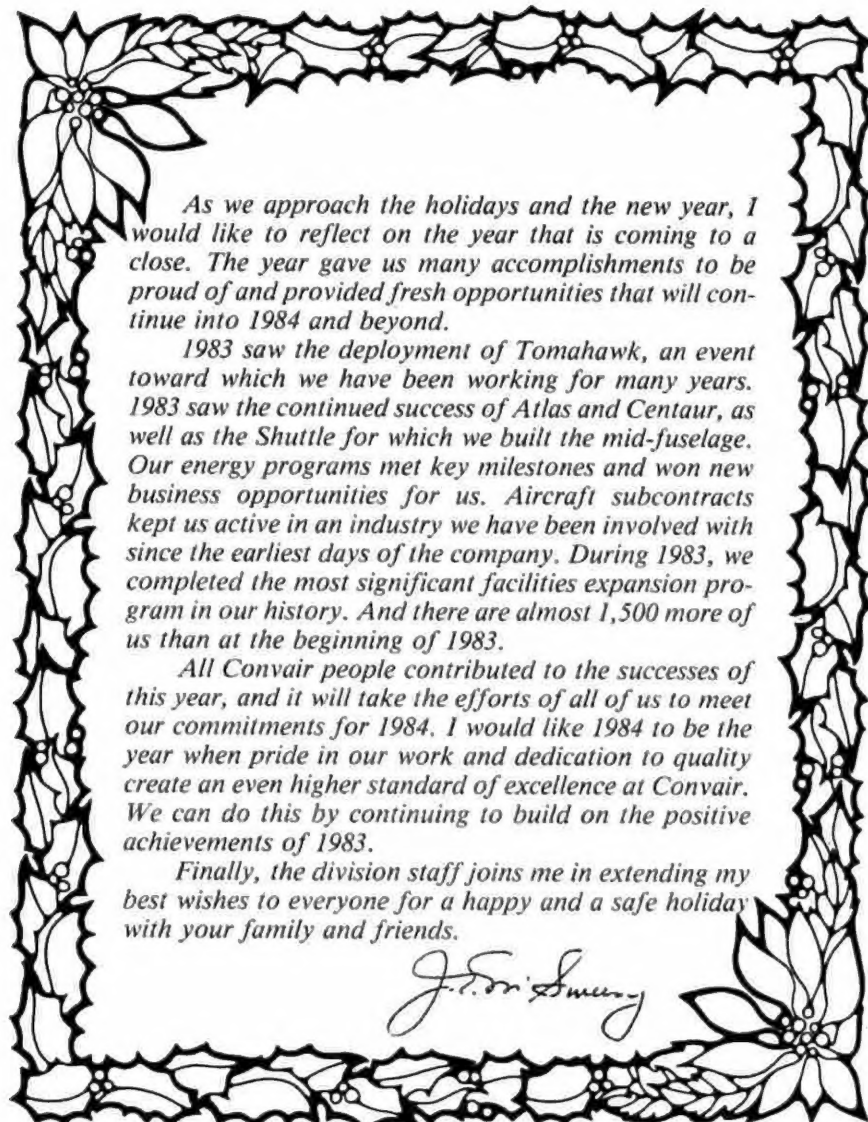 As we approach the holidays and the new year, I
would like to reflect on the year that is coming to a
close. The year gave us many accomplishments to be
proud of and provided fresh opportunities that will con-
tinue into 1984 and beyond.
1983 saw the deployment of Tomahawk, an event
toward which we have been working for many years.
1983 saw the continued success of Atlas and Centaur, as
well as the Shuttle for which we built the mid-fuselage.
Our energy programs met key milestones and won new
business opportunities for us. Aircraft subcontracts
kept us active in an industry we have been involved with
since the earliest days of the company. During 1983, we
completed the most significant facilities expansion pro-
gram in our history. And there are almost 1,500 more of
us than at the beginning of 1983.
All Convair people contributed to the successes of
this year, and it will take the efforts of all of us to meet
our commitments for 1984. I would like 1984 to be the
year when pride in our work and dedication to quality
create an even higher standard of excellence at Convair.
We can do this by continuing to build on the positive
achievements of 1983.
Finally, the division staff joins me in extending my
best wishes to everyone for a happy and a safe holiday
with your family and friends.